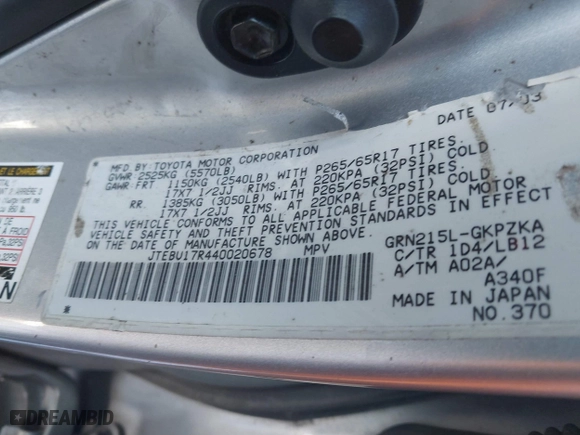 DATE 07/03
MFD BY: TOYOTA MOTOR CORPORATION
GVWR 2525KG (5570LB)
GAWR FRT 1150KG (2540LB) WITH P265/65R17 TIRES,
17X7 1/2JJ RIMS, AT 220KPA (32PSI) COLD
RR. 1385KG (3050LB) WITH P265/65R17 TIRES,
17X7 1/2JJ RIMS, AT 220KPA (32PSI) COLD
THIS VEHICLE CONFORMS TO ALL APPLICABLE FEDERAL MOTOR
VEHICLE SAFETY AND THEFT PREVENTION STANDARDS IN EFFECT
ON THE DATE OF MANUFACTURE SHOWN ABOVE.
JTEBU17R440020678 MPV
GRN215L-GKPZKA
C/TR 1D4/LB12
A/TM A02A/
A340F
MADE IN JAPAN
NO.370
DREAMBID